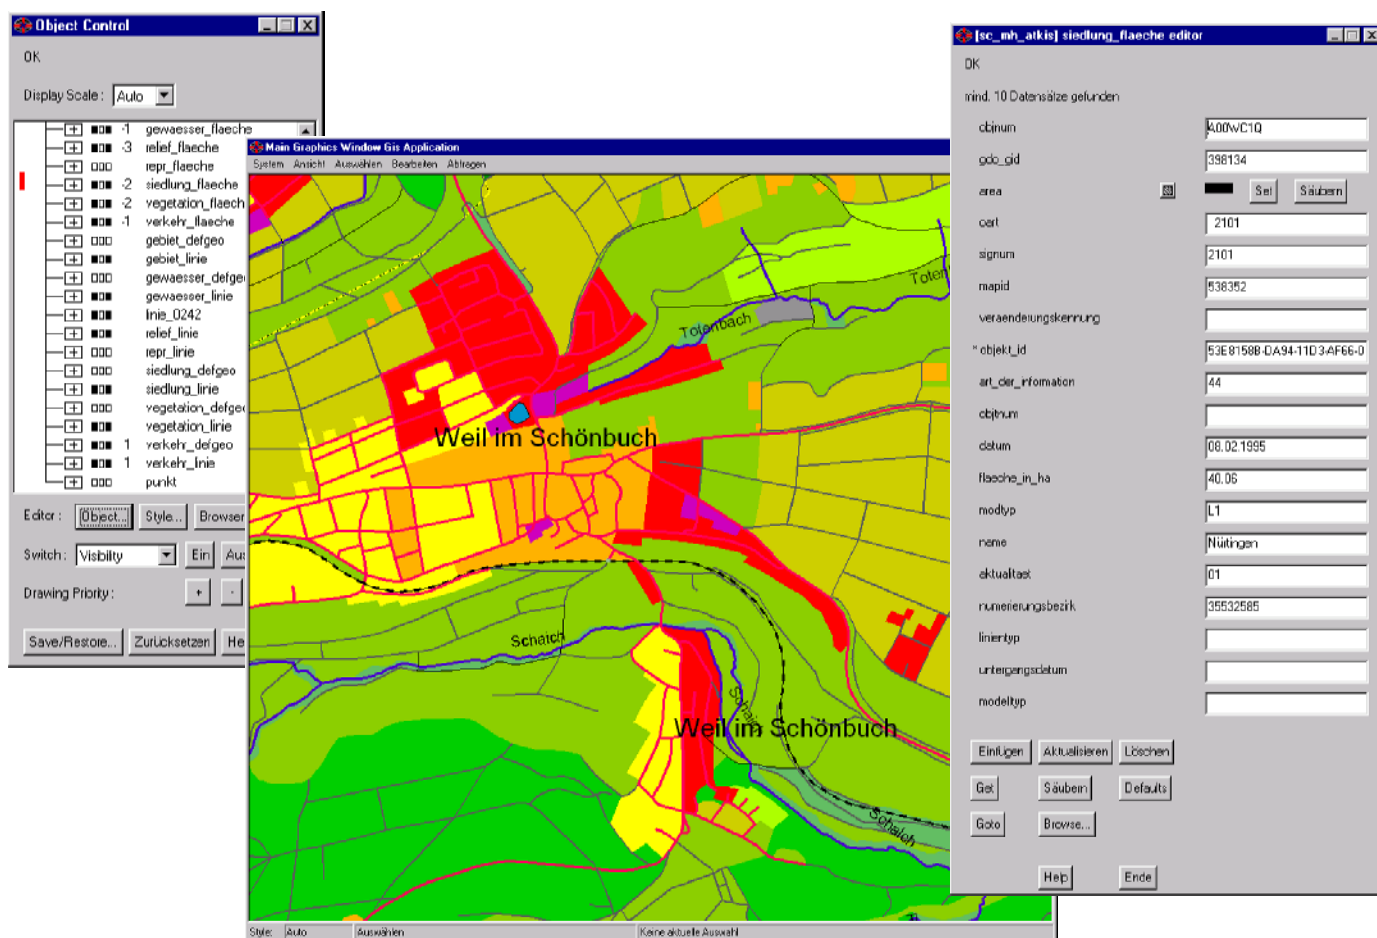 Object Control
OK
Display Scale : Auto
-1 gewaesser_flaeche
-3 relief_flaeche
repr_flaeche
-2 siedlung_flaeche
-2 vegetation_flaech
-1 verkehr_flaeche
gebiet_defgeo
gebiet_linie
gewaesser_defge
gewaesser_linie
linie_0242
relief_linie
repr_linie
siedlung_defgeo
siedlung_linie
vegetation_defge
vegetation_linie
1 verkehr_defgeo
1 verkehr_linie
punkt
Editor : Object... Style... Browser
Switch : Visibility Ein Aus
Drawing Priority : + -
Save/Restore... Zurücksetzen He
Main Graphics Window Gis Application
System Ansicht Auswählen Bearbeiten Abfragen
Totenbach
Toten
Weil im Schönbuch
Schaich
Schaich
Weil im Schönbuch
Schaich
Style: Auto Auswählen Keine aktuelle Auswahl
[sc_mh_atkis] siedlung_flaeche editor
OK
mind. 10 Datensätze gefunden
objnum A00WC1Q
gdo_gid 398134
area Set Säubern
oart 2101
signum 2101
mapid 538352
veraenderungskennung
* objekt_id 53E8158B-DA94-11D3-AF66-0
art_der_information 44
objtnum
datum 08.02.1995
flaeche_in_ha 40.06
modtyp L1
name Nürtingen
aktualitaet 01
numerierungsbezirk 35532585
linientyp
untergangsdatum
modeltyp
Einfügen Aktualisieren Löschen
Get Säubern Defaults
Goto Browse...
Help Ende